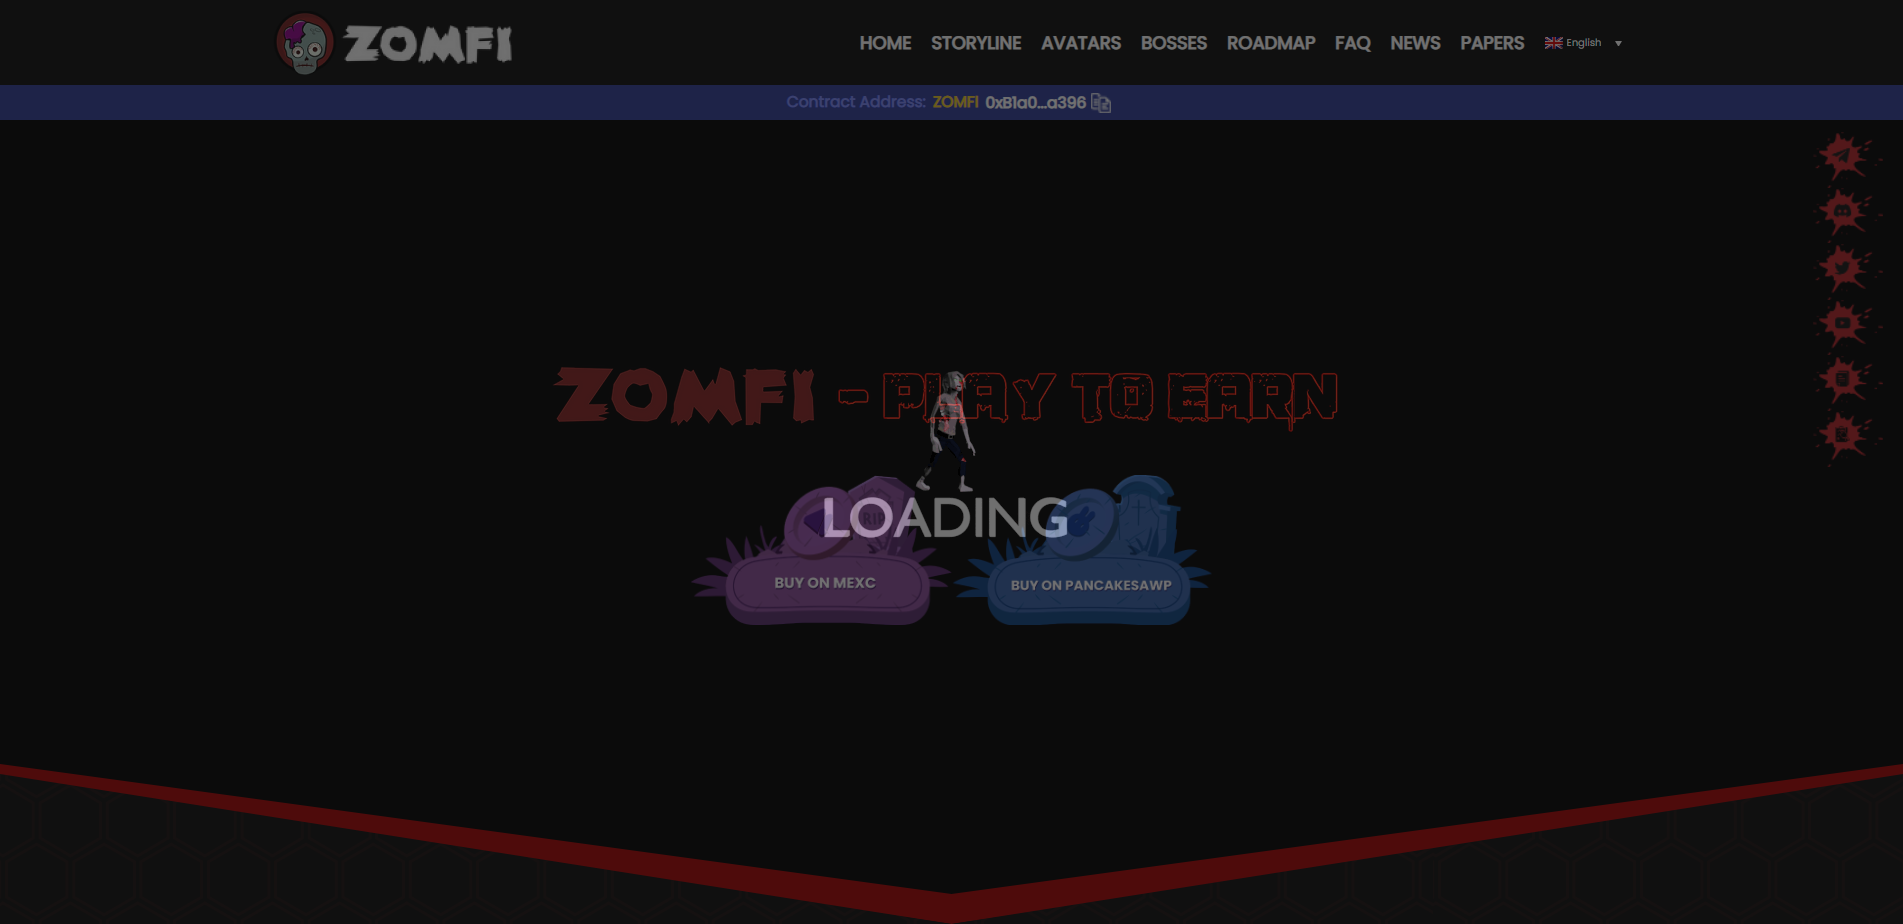 ZOMFI
HOME STORYLINE AVATARS BOSSES ROADMAP FAQ NEWS PAPERS English
Contract Address: ZOMFI 0xB1a0...a396
ZOMFI - PLAY TO EARN
RIP
LOADING
BUY ON MEXC
BUY ON PANCAKESAWP